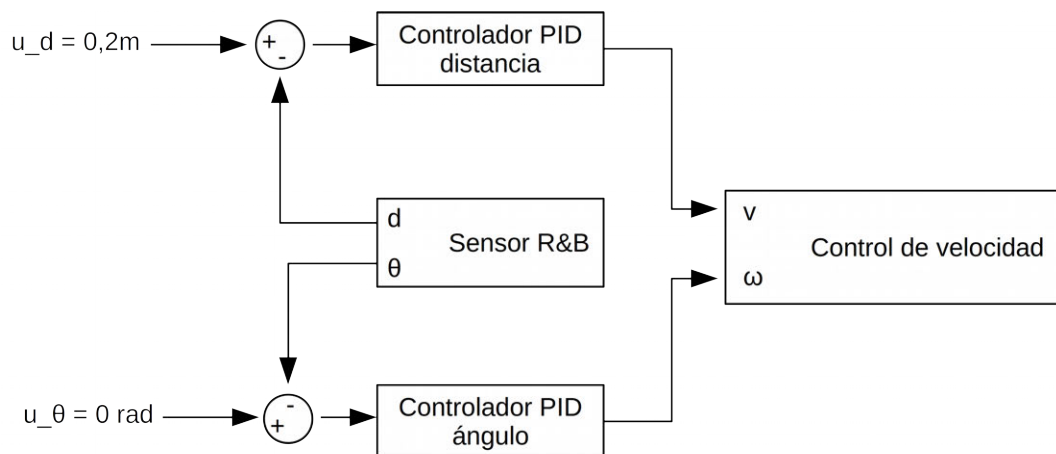 u_d = 0,2m
+
-
Controlador PID
distancia
d
θ
Sensor R&B
v
ω
Control de velocidad
u_θ = 0 rad
-
+
Controlador PID
ángulo